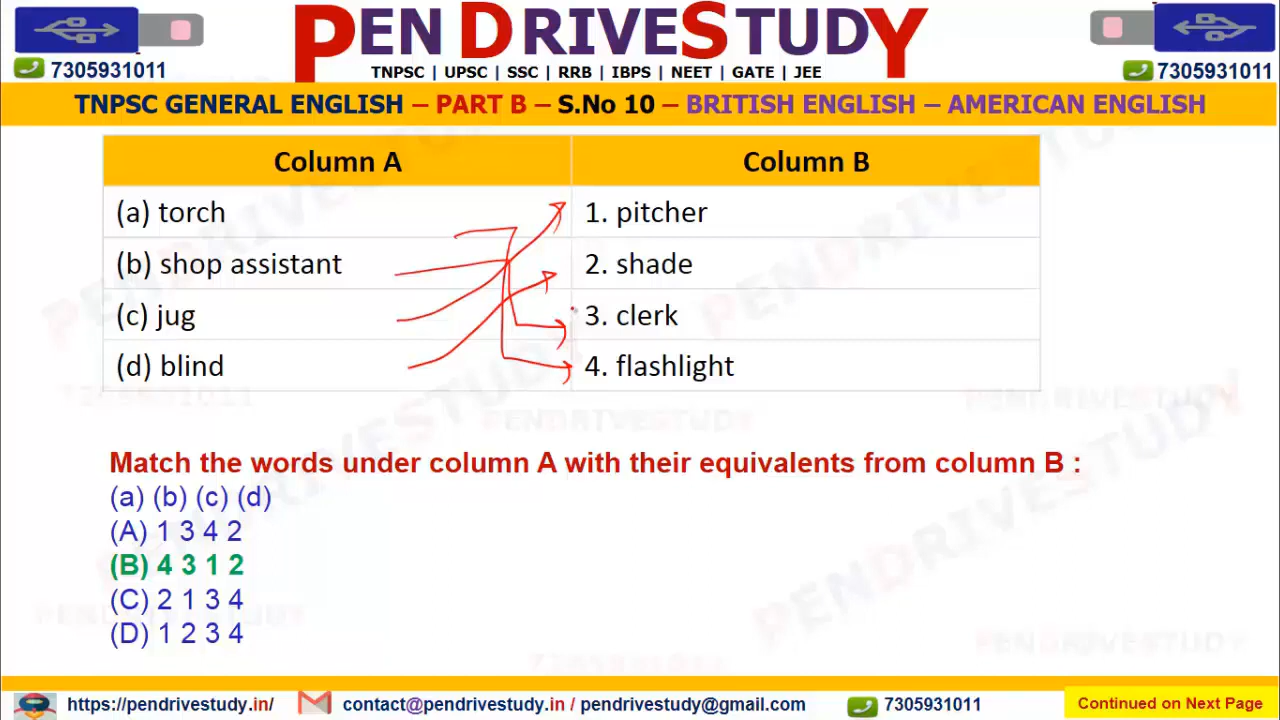 PEN DRIVESTUDY
7305931011
TNPSC | UPSC | SSC | RRB | IBPS | NEET | GATE | JEE
7305931011
TNPSC GENERAL ENGLISH – PART B – S.No 10 – BRITISH ENGLISH – AMERICAN ENGLISH
Column A Column B
(a) torch 1. pitcher
(b) shop assistant 2. shade
(c) jug 3. clerk
(d) blind 4. flashlight
Match the words under column A with their equivalents from column B :
(a) (b) (c) (d)
(A) 1 3 4 2
(B) 4 3 1 2
(C) 2 1 3 4
(D) 1 2 3 4
https://pendrivestudy.in/ contact@pendrivestudy.in / pendrivestudy@gmail.com 7305931011 Continued on Next Page